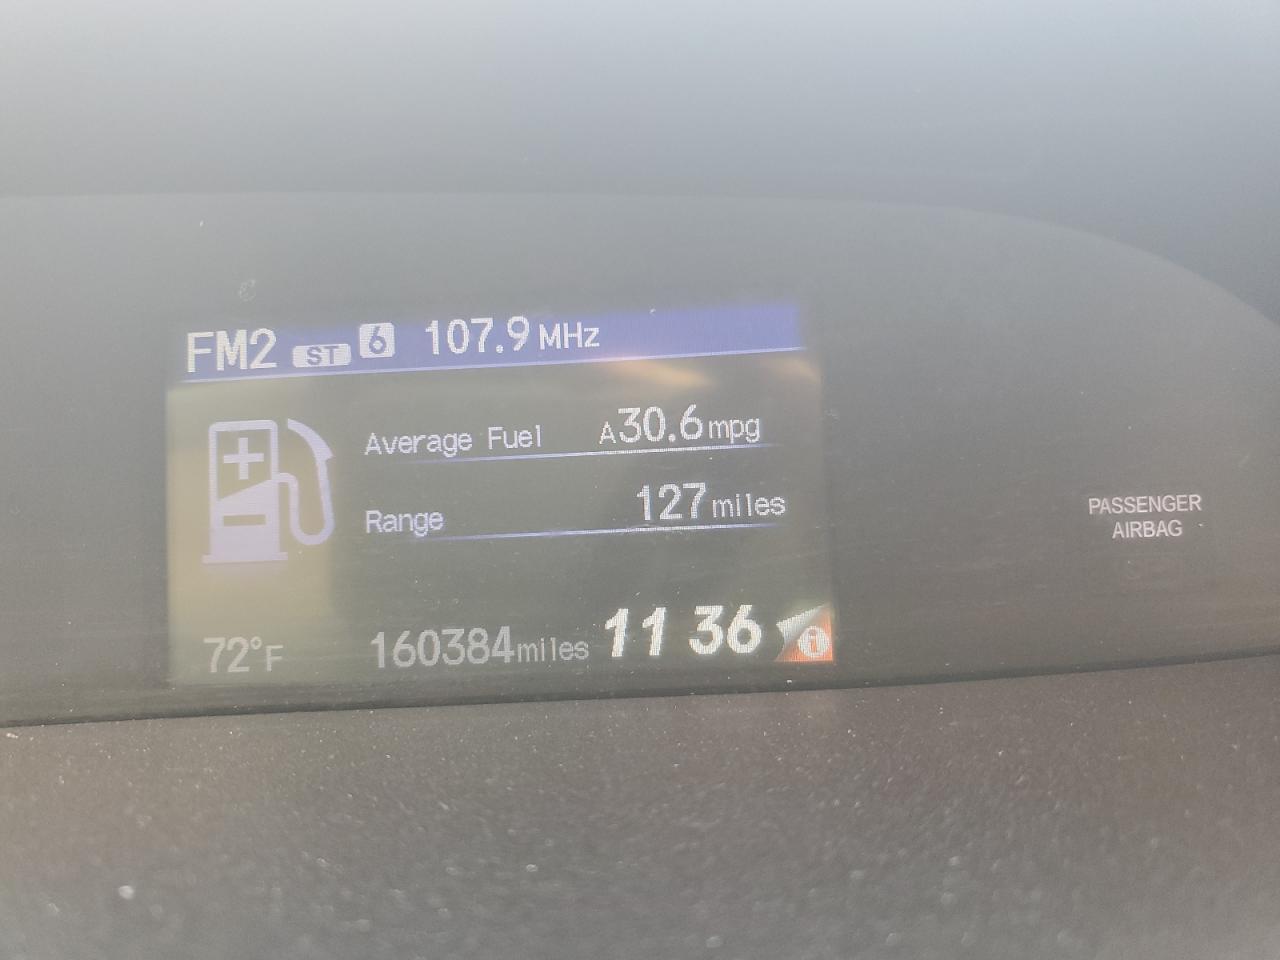 FM2 ST 6 107.9 MHz
Average Fuel A30.6 mpg
Range 127 miles
72°F 160384 miles 11 36 i
PASSENGER
AIRBAG